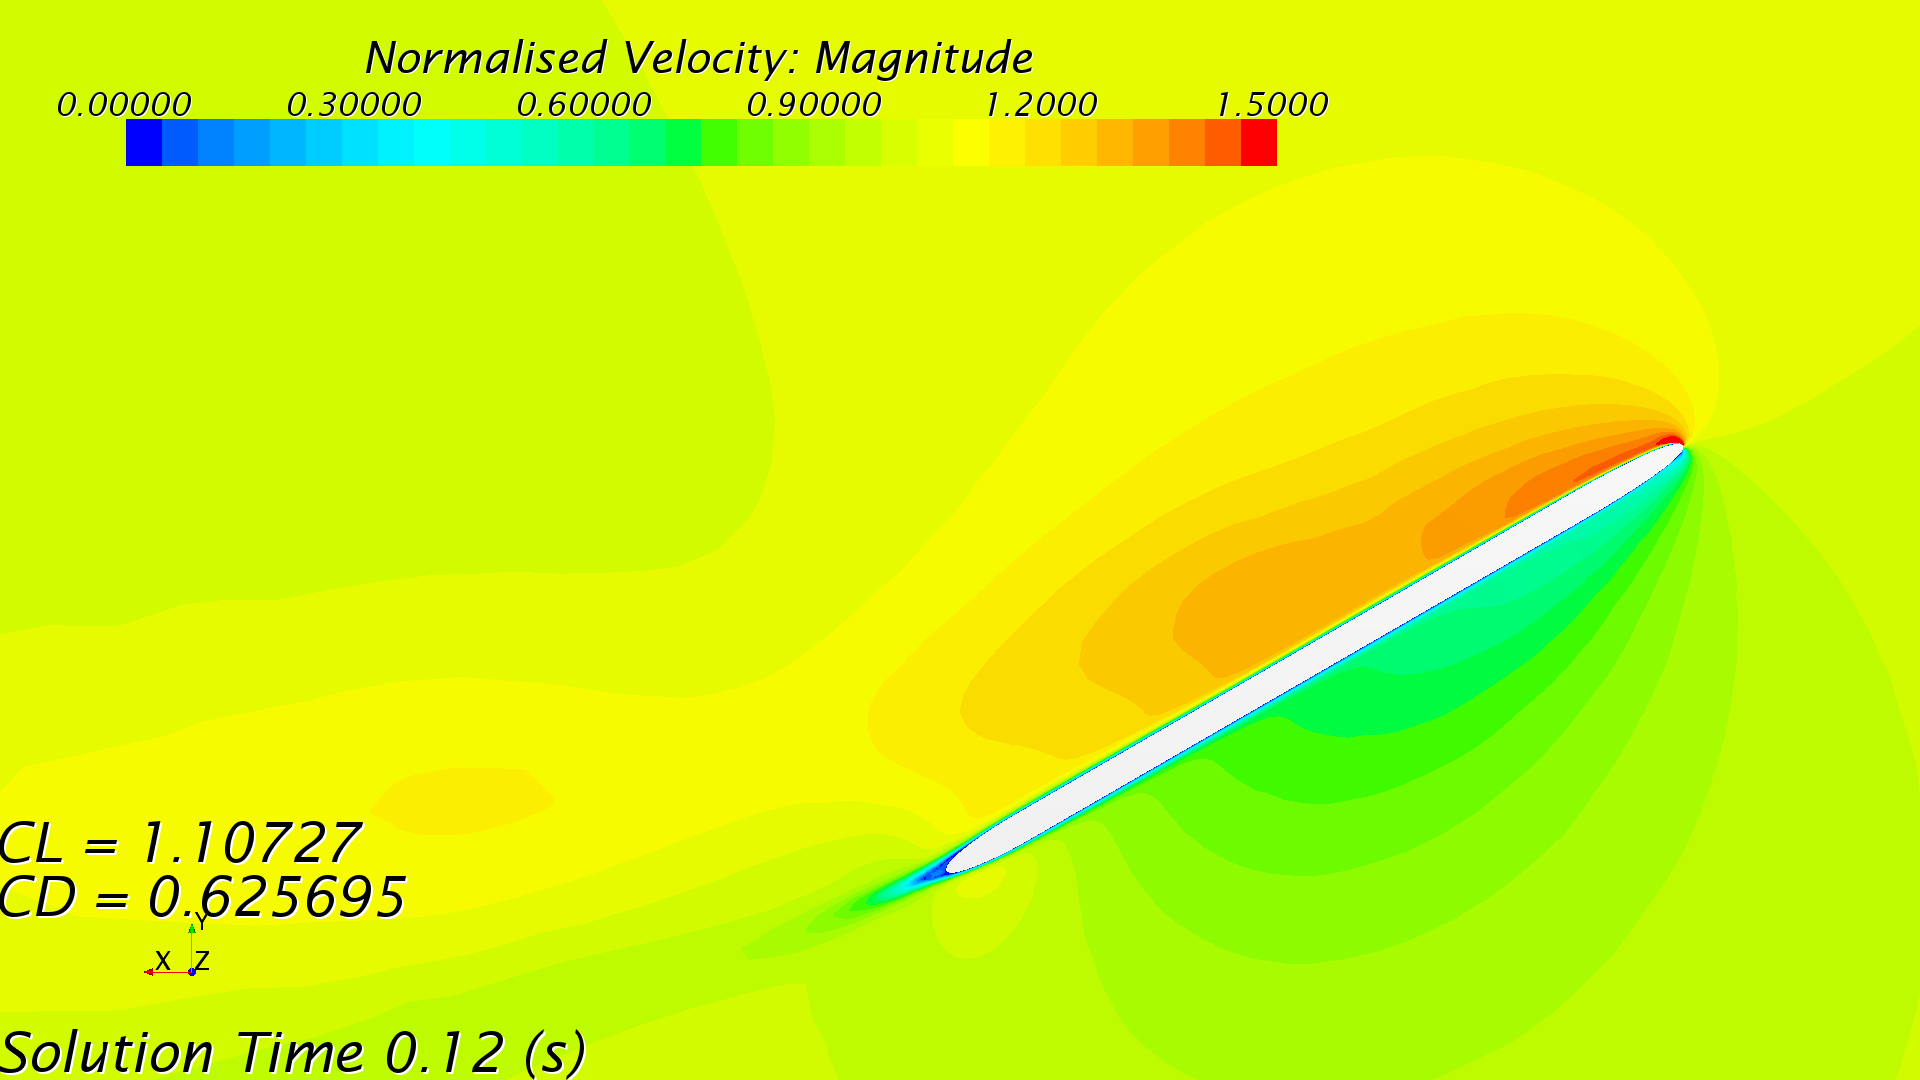 Normalised Velocity: Magnitude
0.00000 0.30000 0.60000 0.90000 1.2000 1.5000
CL = 1.10727
CD = 0.625695
Y
X Z
Solution Time 0.12 (s)